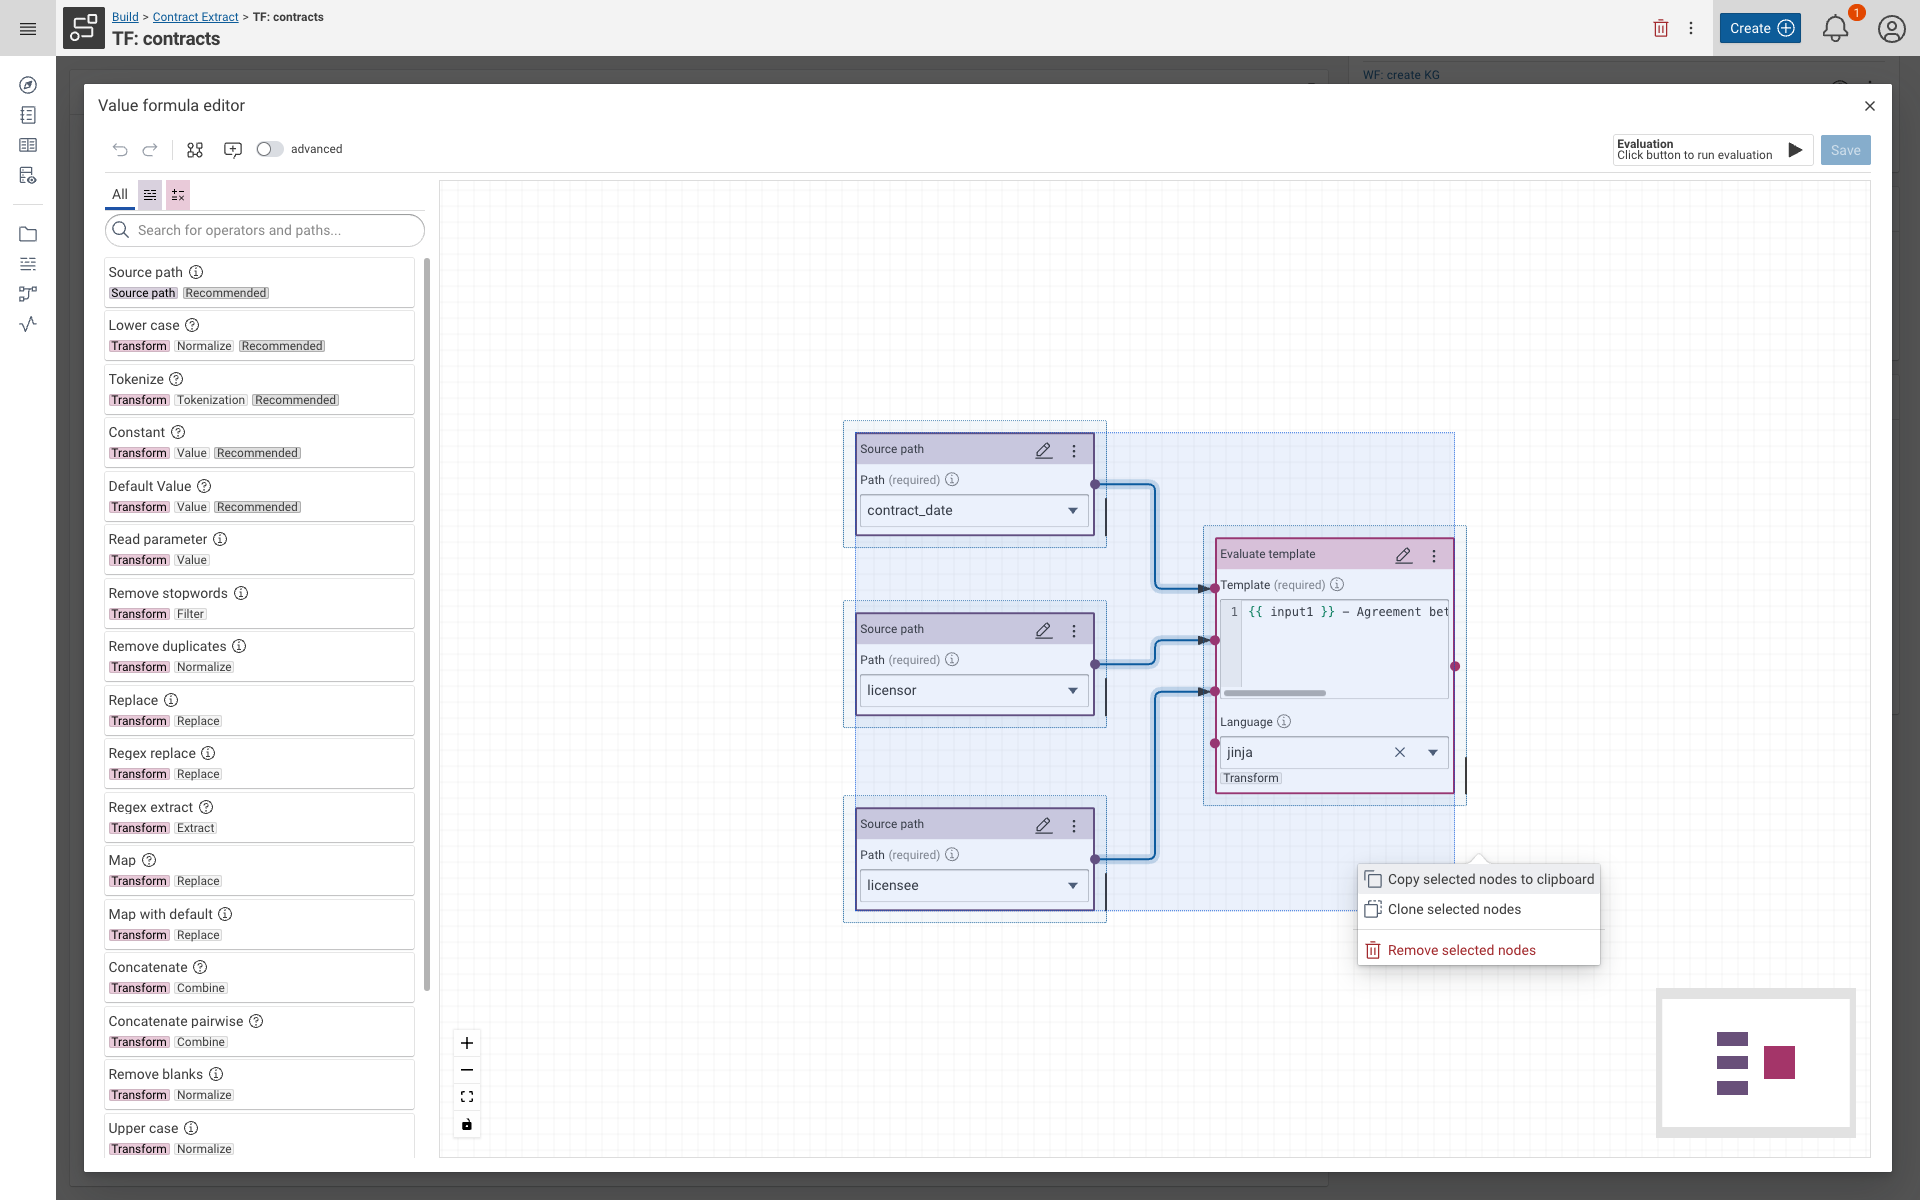 Build > Contract Extract > TF: contracts
TF: contracts
Create
1
WF: create KG
Value formula editor
advanced
Evaluation
Click button to run evaluation
Save
All
Search for operators and paths...
Source path
Source path Recommended
Lower case
Transform Normalize Recommended
Tokenize
Transform Tokenization Recommended
Constant
Transform Value Recommended
Default Value
Transform Value Recommended
Read parameter
Transform Value
Remove stopwords
Transform Filter
Remove duplicates
Transform Normalize
Replace
Transform Replace
Regex replace
Transform Replace
Regex extract
Transform Extract
Map
Transform Replace
Map with default
Transform Replace
Concatenate
Transform Combine
Concatenate pairwise
Transform Combine
Remove blanks
Transform Normalize
Upper case
Transform Normalize
Source path
Path (required)
contract_date
Source path
Path (required)
licensor
Source path
Path (required)
licensee
Evaluate template
Template (required)
1 {{ input1 }} – Agreement bet
Language
jinja
Transform
Copy selected nodes to clipboard
Clone selected nodes
Remove selected nodes